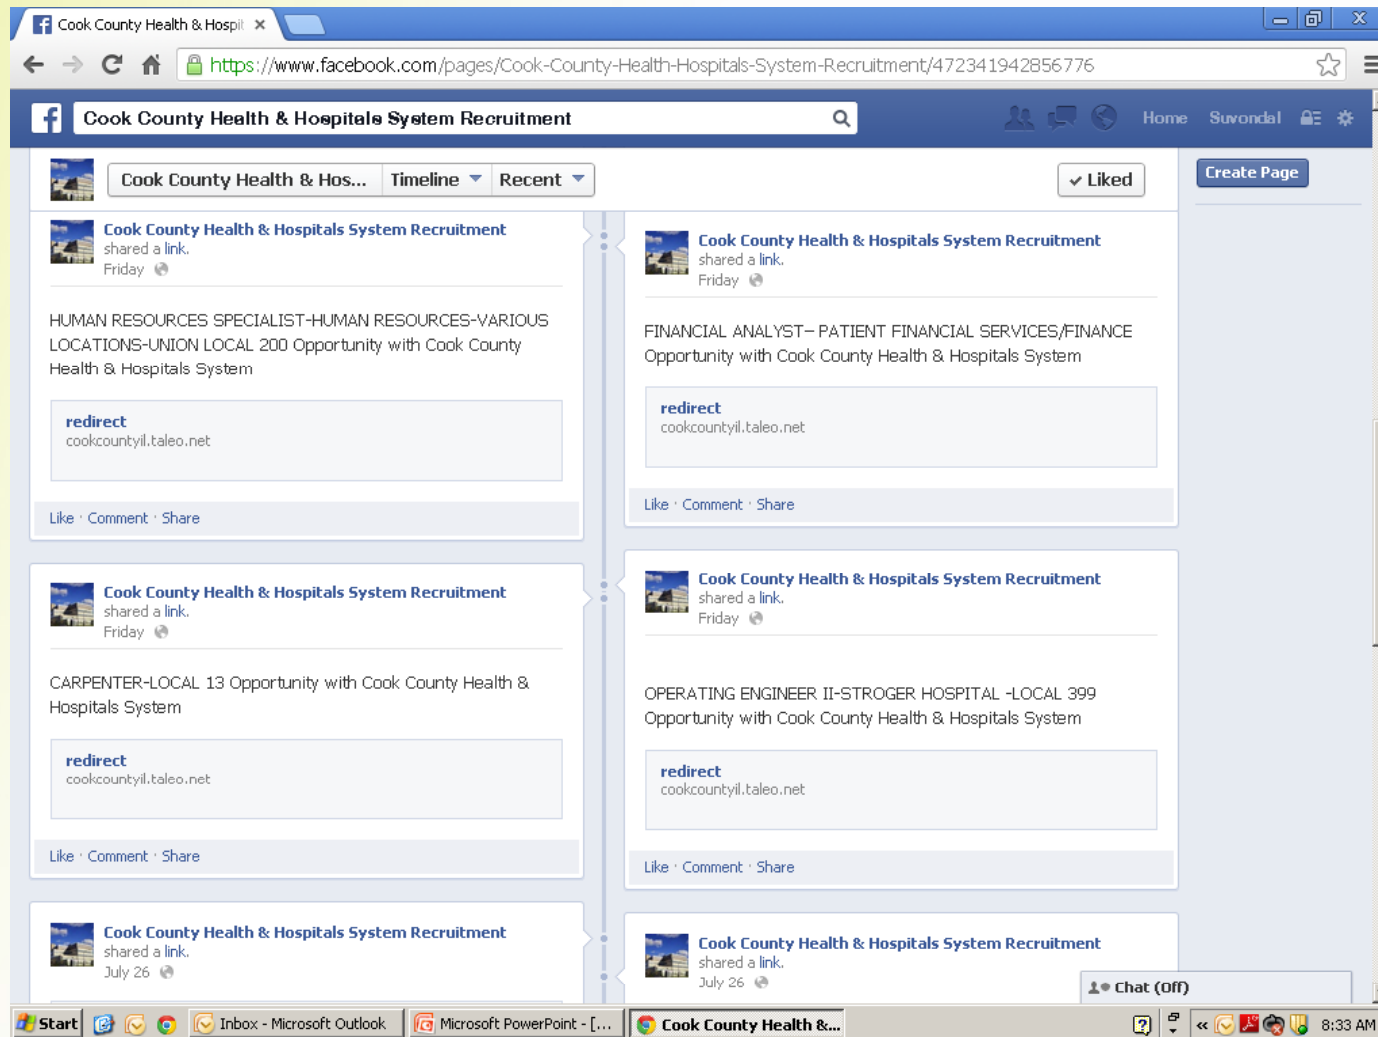 Cook County Health & Hospit
https://www.facebook.com/pages/Cook-County-Health-Hospitals-System-Recruitment/472341942856776
Cook County Health & Hospitals System Recruitment
Home Suvondal
Cook County Health & Hos... Timeline Recent
Liked
Create Page
Cook County Health & Hospitals System Recruitment
shared a link.
Friday
HUMAN RESOURCES SPECIALIST-HUMAN RESOURCES-VARIOUS
LOCATIONS-UNION LOCAL 200 Opportunity with Cook County
Health & Hospitals System
redirect
cookcountyil.taleo.net
Like · Comment · Share
Cook County Health & Hospitals System Recruitment
shared a link.
Friday
FINANCIAL ANALYST– PATIENT FINANCIAL SERVICES/FINANCE
Opportunity with Cook County Health & Hospitals System
redirect
cookcountyil.taleo.net
Like · Comment · Share
Cook County Health & Hospitals System Recruitment
shared a link.
Friday
CARPENTER-LOCAL 13 Opportunity with Cook County Health &
Hospitals System
redirect
cookcountyil.taleo.net
Like · Comment · Share
Cook County Health & Hospitals System Recruitment
shared a link.
Friday
OPERATING ENGINEER II-STROGER HOSPITAL -LOCAL 399
Opportunity with Cook County Health & Hospitals System
redirect
cookcountyil.taleo.net
Like · Comment · Share
Cook County Health & Hospitals System Recruitment
shared a link.
July 26
Cook County Health & Hospitals System Recruitment
shared a link.
July 26
Chat (Off)
Start
Inbox - Microsoft Outlook
Microsoft PowerPoint - [...
Cook County Health &...
8:33 AM